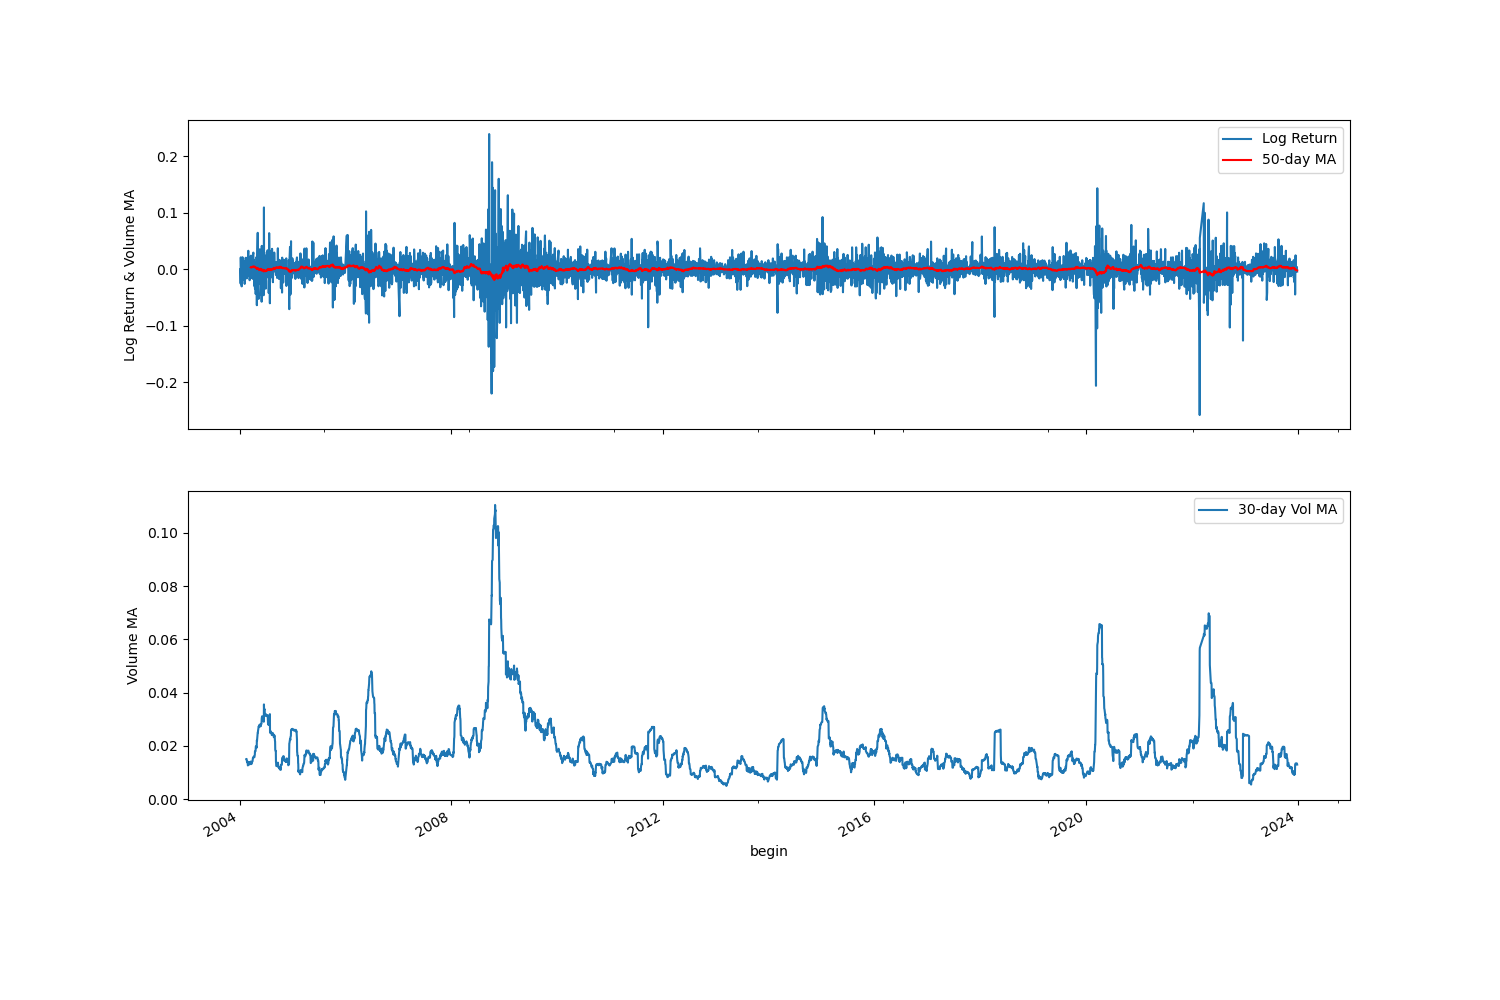 Log Return & Volume MA
0.2
0.1
0.0
−0.1
−0.2
Log Return
50-day MA
Volume MA
0.10
0.08
0.06
0.04
0.02
0.00
30-day Vol MA
2004
2008
2012
2016
2020
2024
begin